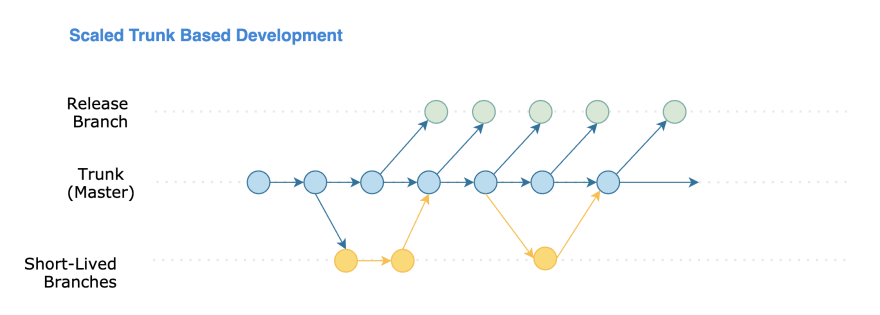 Scaled Trunk Based Development
Release
Branch
Trunk
(Master)
Short-Lived
Branches